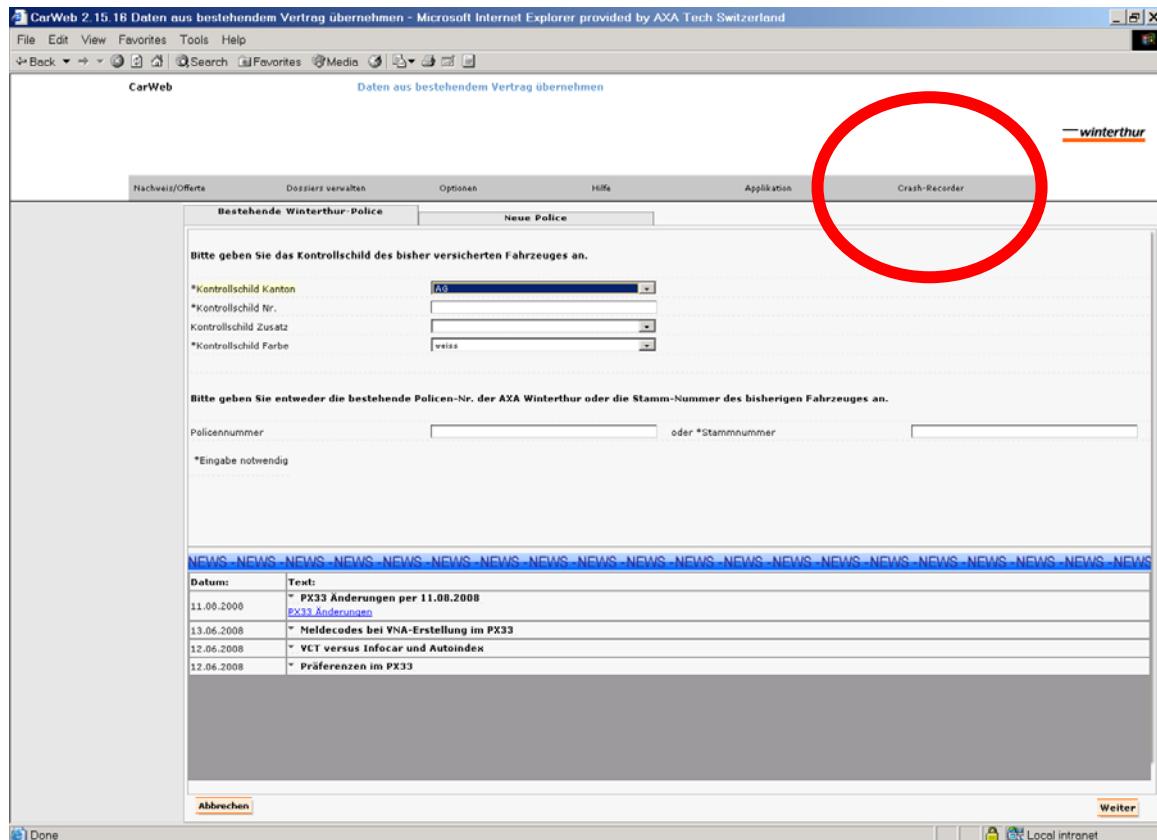 CarWeb 2.15.16 Daten aus bestehendem Vertrag übernehmen - Microsoft Internet Explorer provided by AXA Tech Switzerland
File Edit View Favorites Tools Help
Back Search Favorites Media
CarWeb Daten aus bestehendem Vertrag übernehmen
winterthur
Nachweis/Offerte Dossiers verwalten Optionen Hilfe Applikation Crash-Recorder
Bestehende Winterthur-Police Neue Police
Bitte geben Sie das Kontrollschild des bisher versicherten Fahrzeuges an.
*Kontrollschild Kanton AG
*Kontrollschild Nr.
Kontrollschild Zusatz
*Kontrollschild Farbe weiss
Bitte geben Sie entweder die bestehende Policen-Nr. der AXA Winterthur oder die Stamm-Nummer des bisherigen Fahrzeuges an.
Policennummer oder *Stammnummer
*Eingabe notwendig
NEWS -NEWS -NEWS -NEWS -NEWS -NEWS -NEWS -NEWS -NEWS -NEWS -NEWS -NEWS -NEWS -NEWS -NEWS -NEWS -NEWS -NEWS -NEWS -NEWS
Datum: Text:
11.08.2008 PX33 Änderungen per 11.08.2008
PX33 Änderungen
13.06.2008 Meldecodes bei VNA-Erstellung im PX33
12.06.2008 VCT versus Infocar und Autoindex
12.06.2008 Präferenzen im PX33
Abbrechen Weiter
Done Local intranet